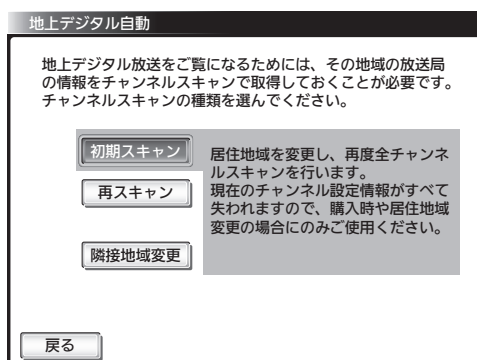 地上デジタル自動
地上デジタル放送をご覧になるためには、その地域の放送局
の情報をチャンネルスキャンで取得しておくことが必要です。
チャンネルスキャンの種類を選んでください。
初期スキャン
再スキャン
隣接地域変更
居住地域を変更し、再度全チャンネ
ルスキャンを行います。
現在のチャンネル設定情報がすべて
失われますので、購入時や居住地域
変更の場合にのみご使用ください。
戻る